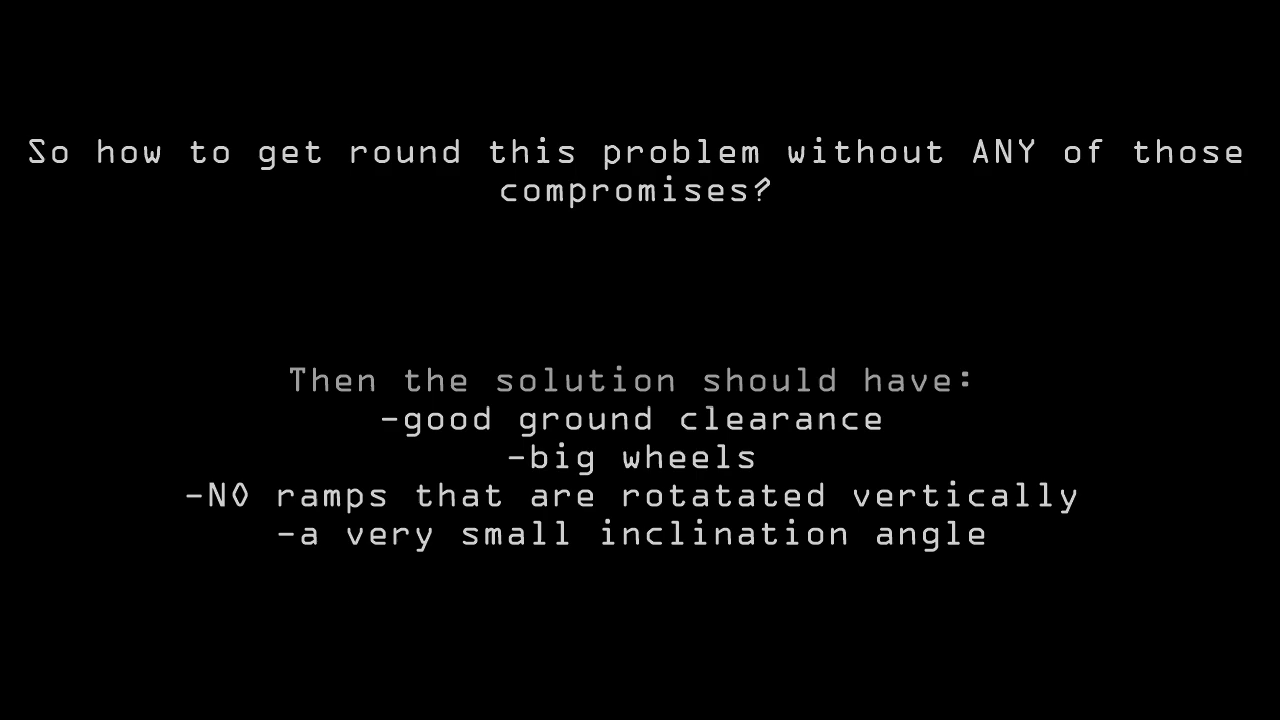 So how to get round this problem without ANY of those
compromises?
Then the solution should have:
-good ground clearance
-big wheels
-NO ramps that are rotatated vertically
-a very small inclination angle